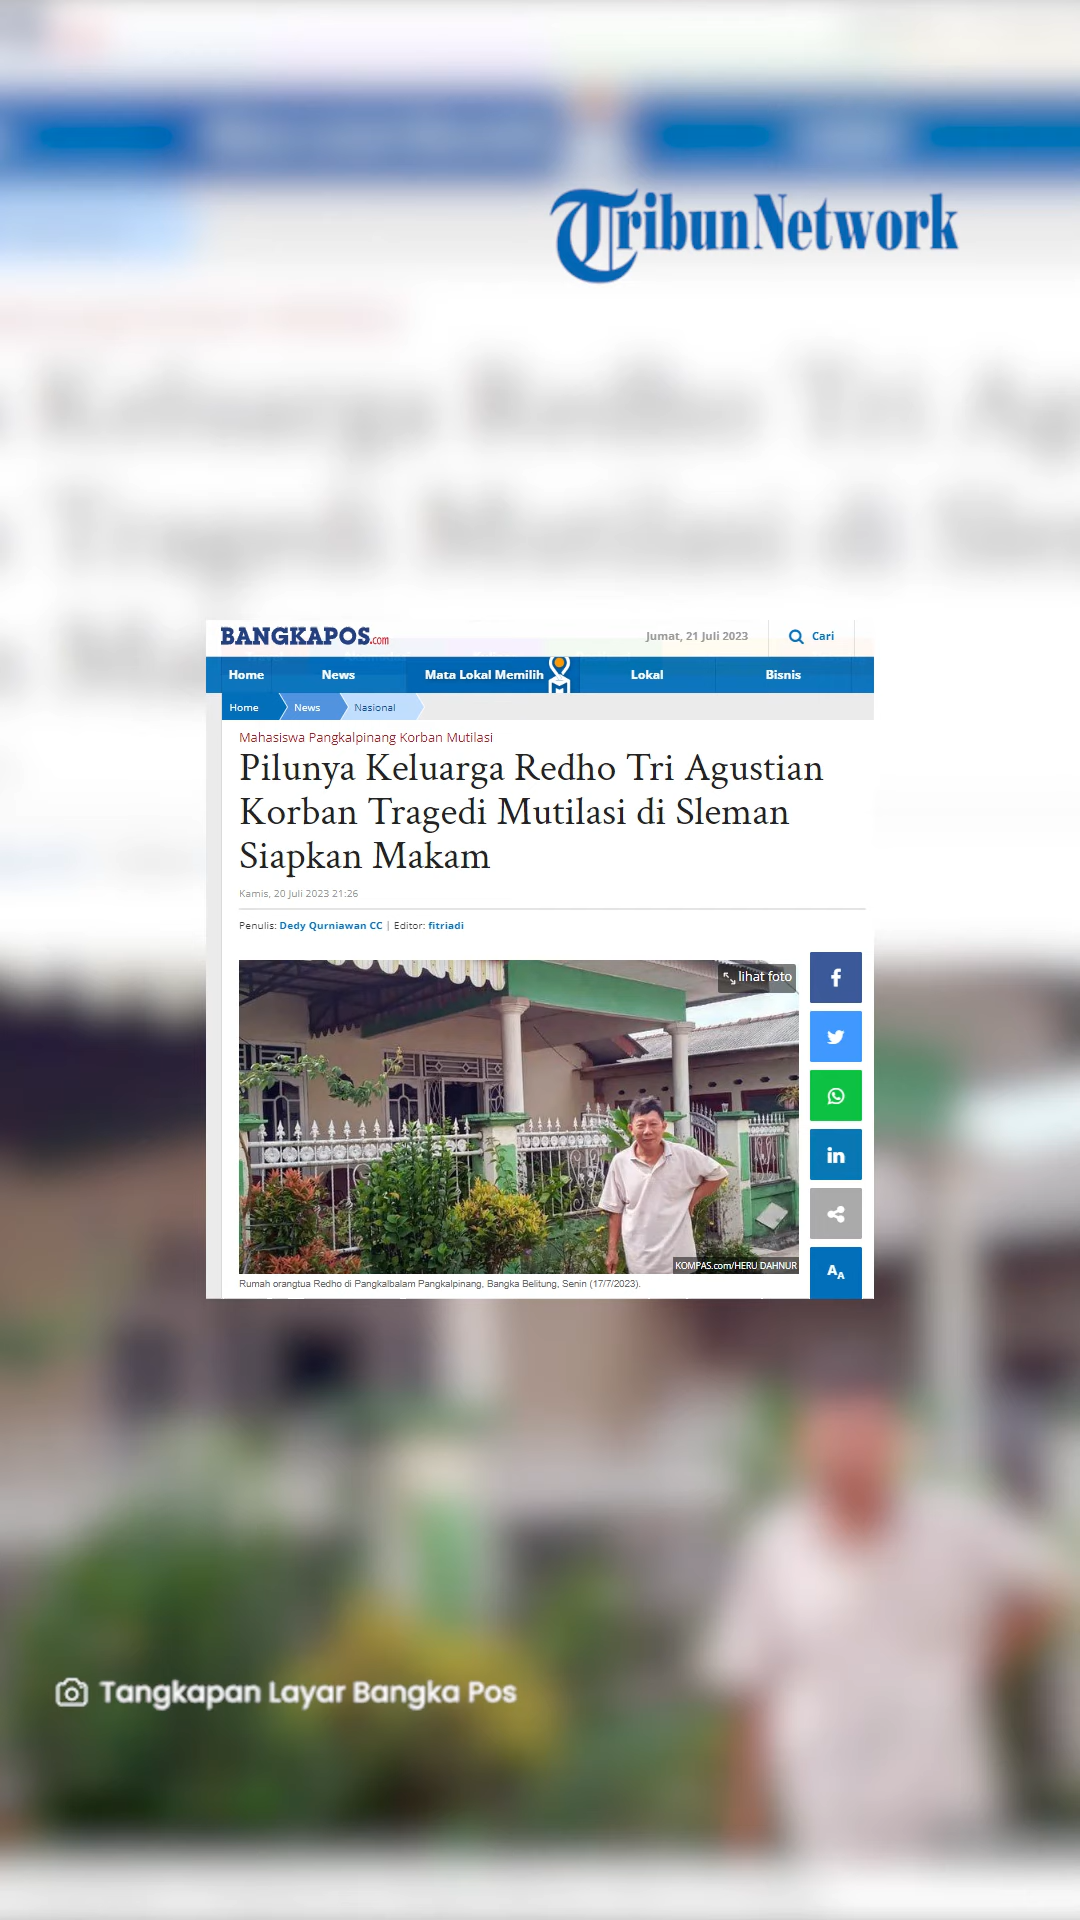 Tribun Network
BANGKAPOS.com
Jumat, 21 Juli 2023
Cari
Home
News
Mata Lokal Memilih
Lokal
Bisnis
Home
News
Nasional
Mahasiswa Pangkalpinang Korban Mutilasi
Pilunya Keluarga Redho Tri Agustian
Korban Tragedi Mutilasi di Sleman
Siapkan Makam
Kamis, 20 Juli 2023 21:26
Penulis: Dedy Qurniawan CC | Editor: fitriadi
lihat foto
KOMPAS.com/HERU DAHNUR
AA
Rumah orangtua Redho di Pangkalbalam Pangkalpinang, Bangka Belitung, Senin (17/7/2023).
Tangkapan Layar Bangka Pos